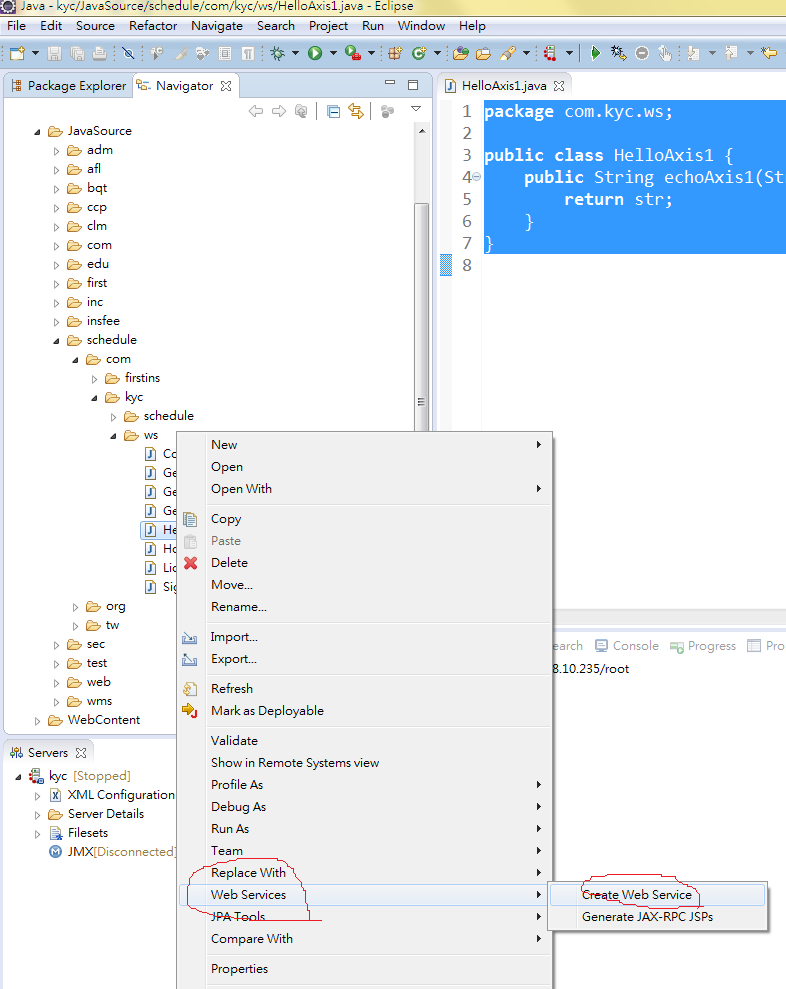 Java - kyc/JavaSource/schedule/com/kyc/ws/HelloAxis1.java - Eclipse
File Edit Source Refactor Navigate Search Project MyEclipse Run Window Help
Package Explorer Navigator
JavaSource
adm
afl
bqt
ccp
clm
com
edu
first
inc
insfee
schedule
com
firstins
kyc
schedule
ws
Co
Ge
Ge
Ge
He
Ho
Lic
Sig
org
tw
sec
test
web
wms
WebContent
HelloAxis1.java
1 package com.kyc.ws;
2
3 public class HelloAxis1 {
4 public String echoAxis1(St
5 return str;
6 }
7 }
8
New
Open
Open With
Copy
Paste
Delete
Move...
Rename...
Import...
Export...
Refresh
Mark as Deployable
Validate
Show in Remote Systems view
Profile As
Debug As
Run As
Team
Replace With
Web Services
JPA Tools
Compare With
Properties
Create Web Service
Generate JAX-RPC JSPs
earch Console Progress Pro
8.10.235/root
Servers
kyc [Stopped]
XML Configuration
Server Details
Filesets
JMX[Disconnected]